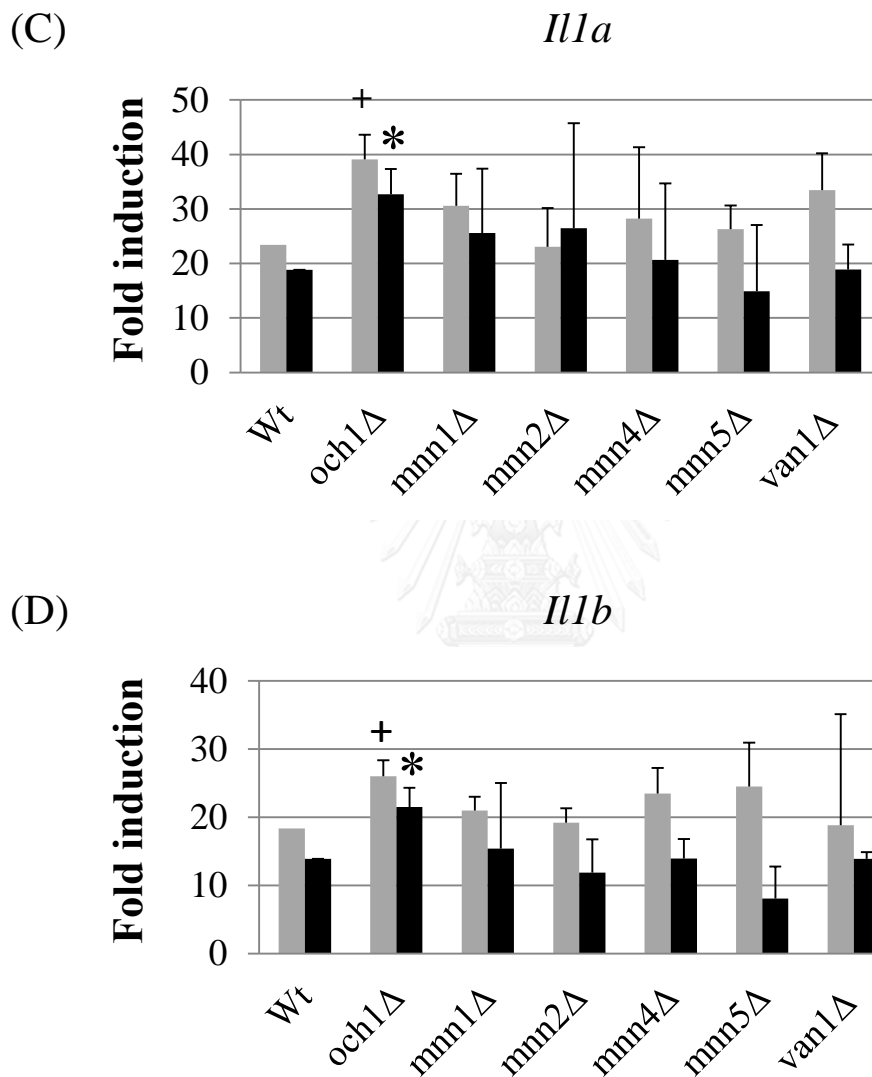 (C) Il1a
Fold induction
50
40
30
20
10
0
+
*
Wt och1Δ mnn1Δ mnn2Δ mnn4Δ mnn5Δ van1Δ
(D) Il1b
Fold induction
40
30
20
10
0
+
*
Wt och1Δ mnn1Δ mnn2Δ mnn4Δ mnn5Δ van1Δ